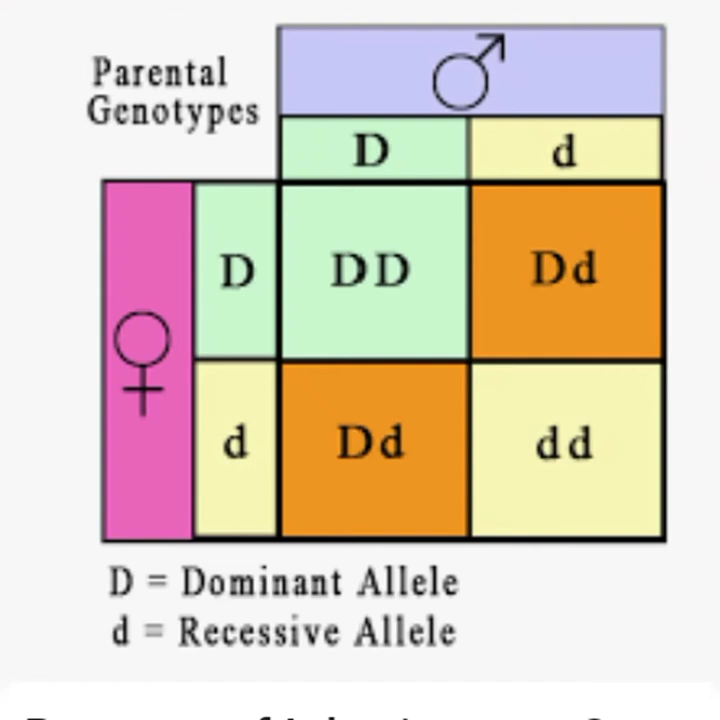 Parental
Genotypes
♂
D d
D DD Dd
♀
d Dd dd
D = Dominant Allele
d = Recessive Allele